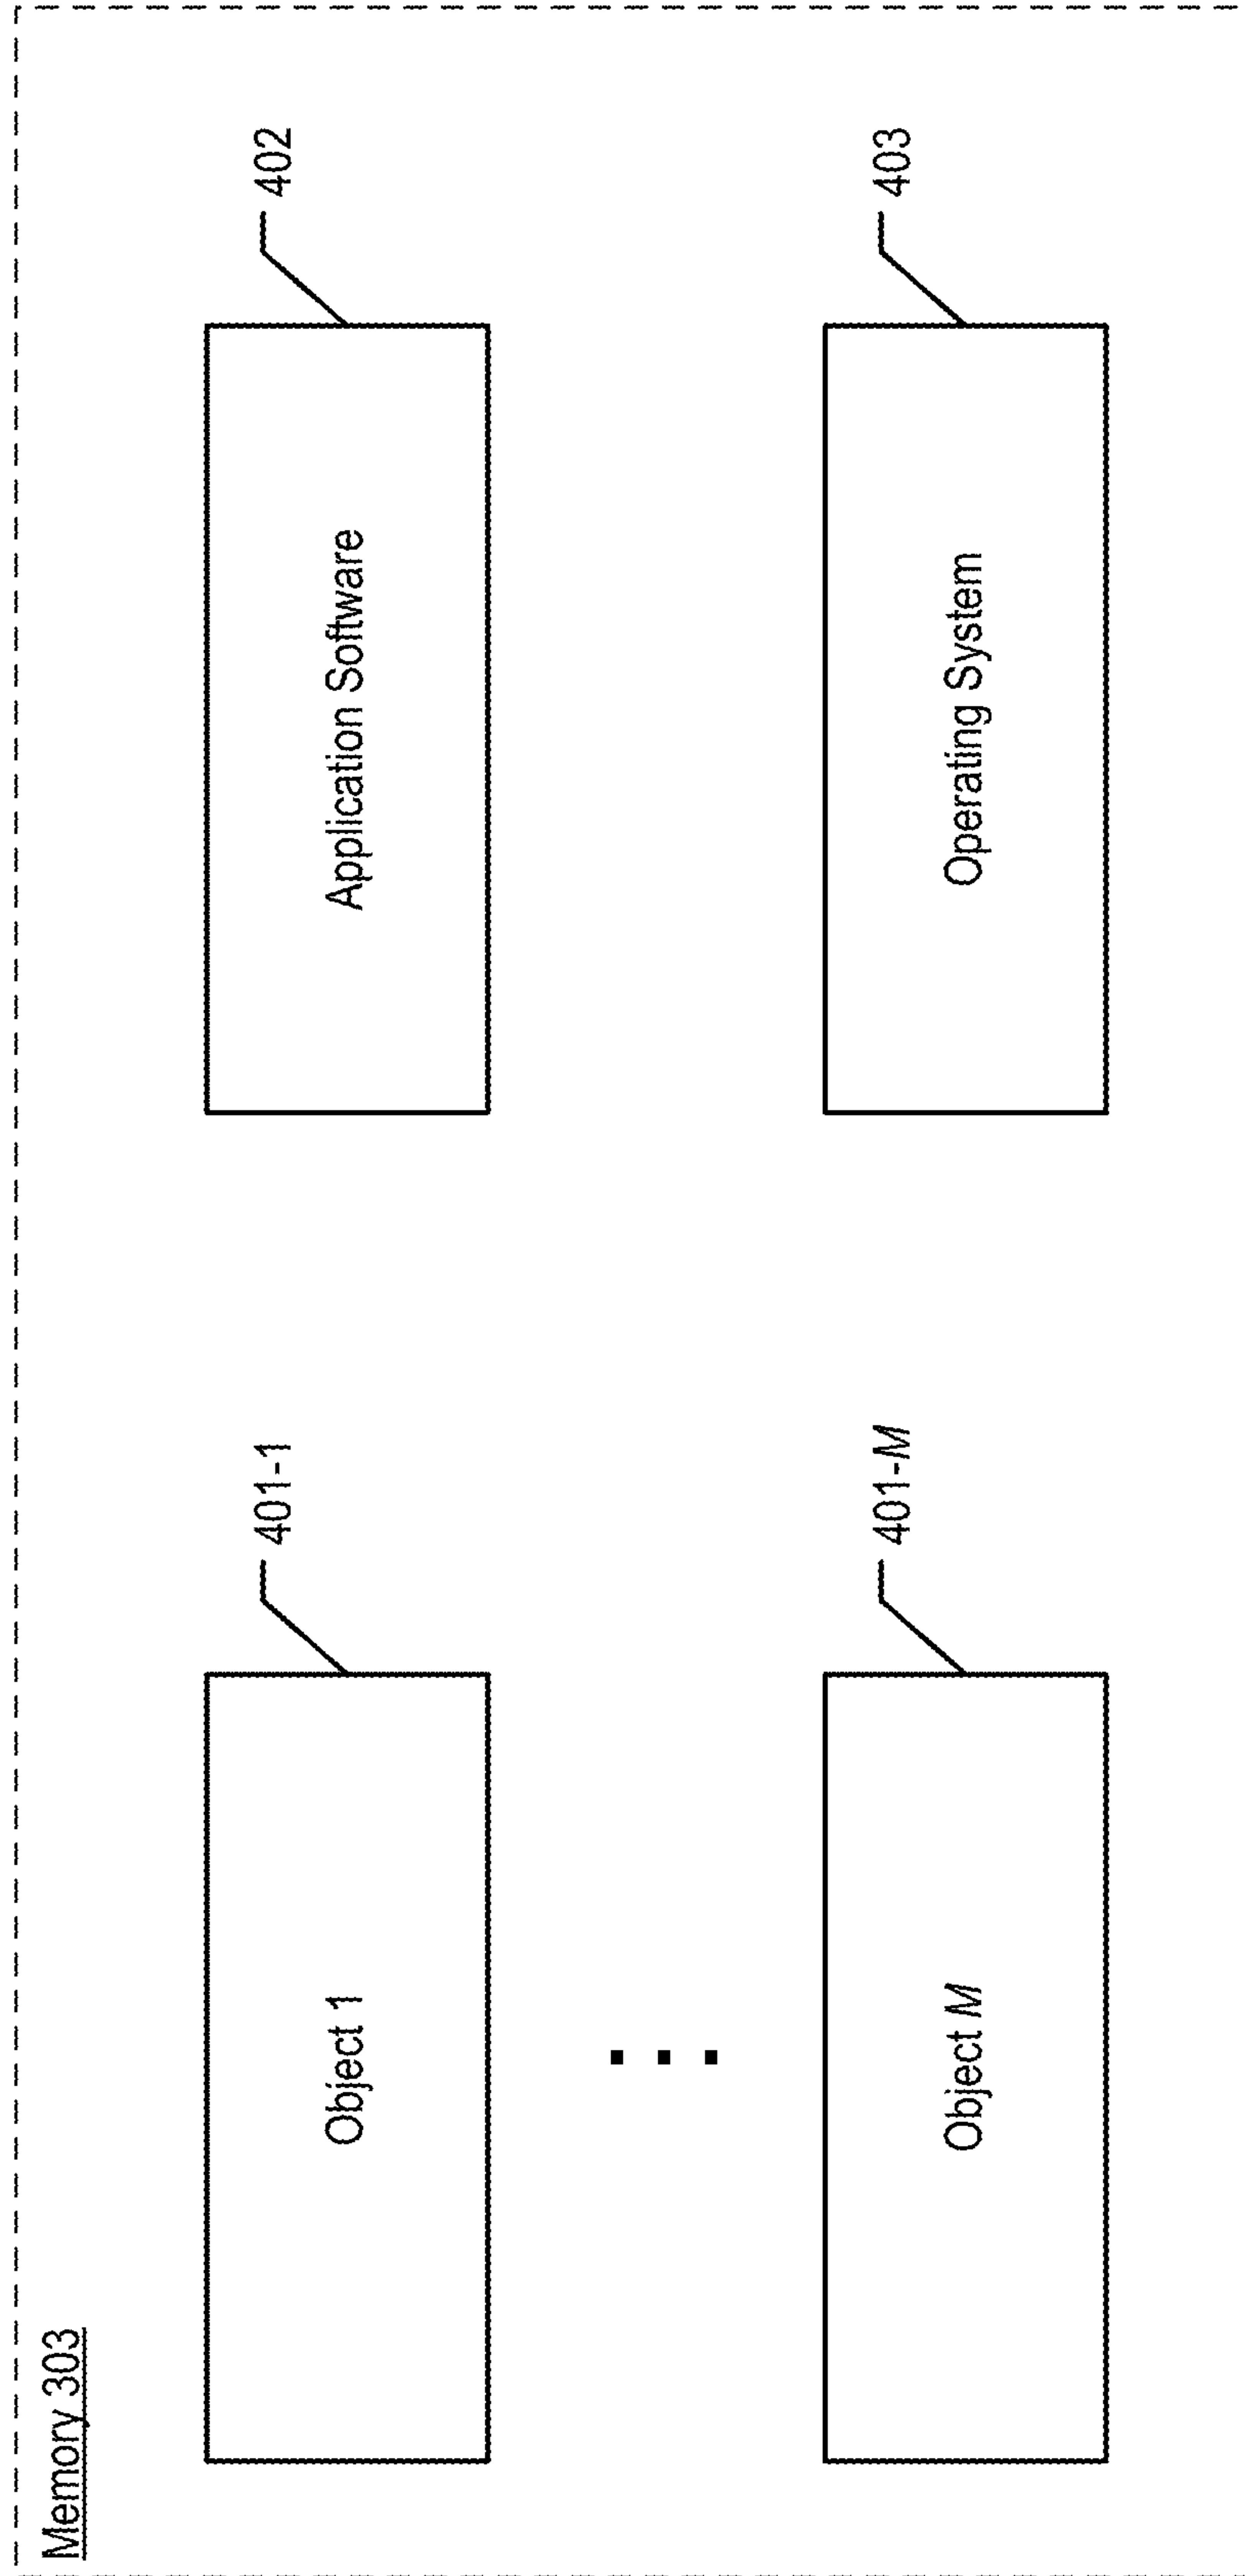 Memory 303
401-1
402
Object 1
Application Software
401-M
403
Object M
Operating System